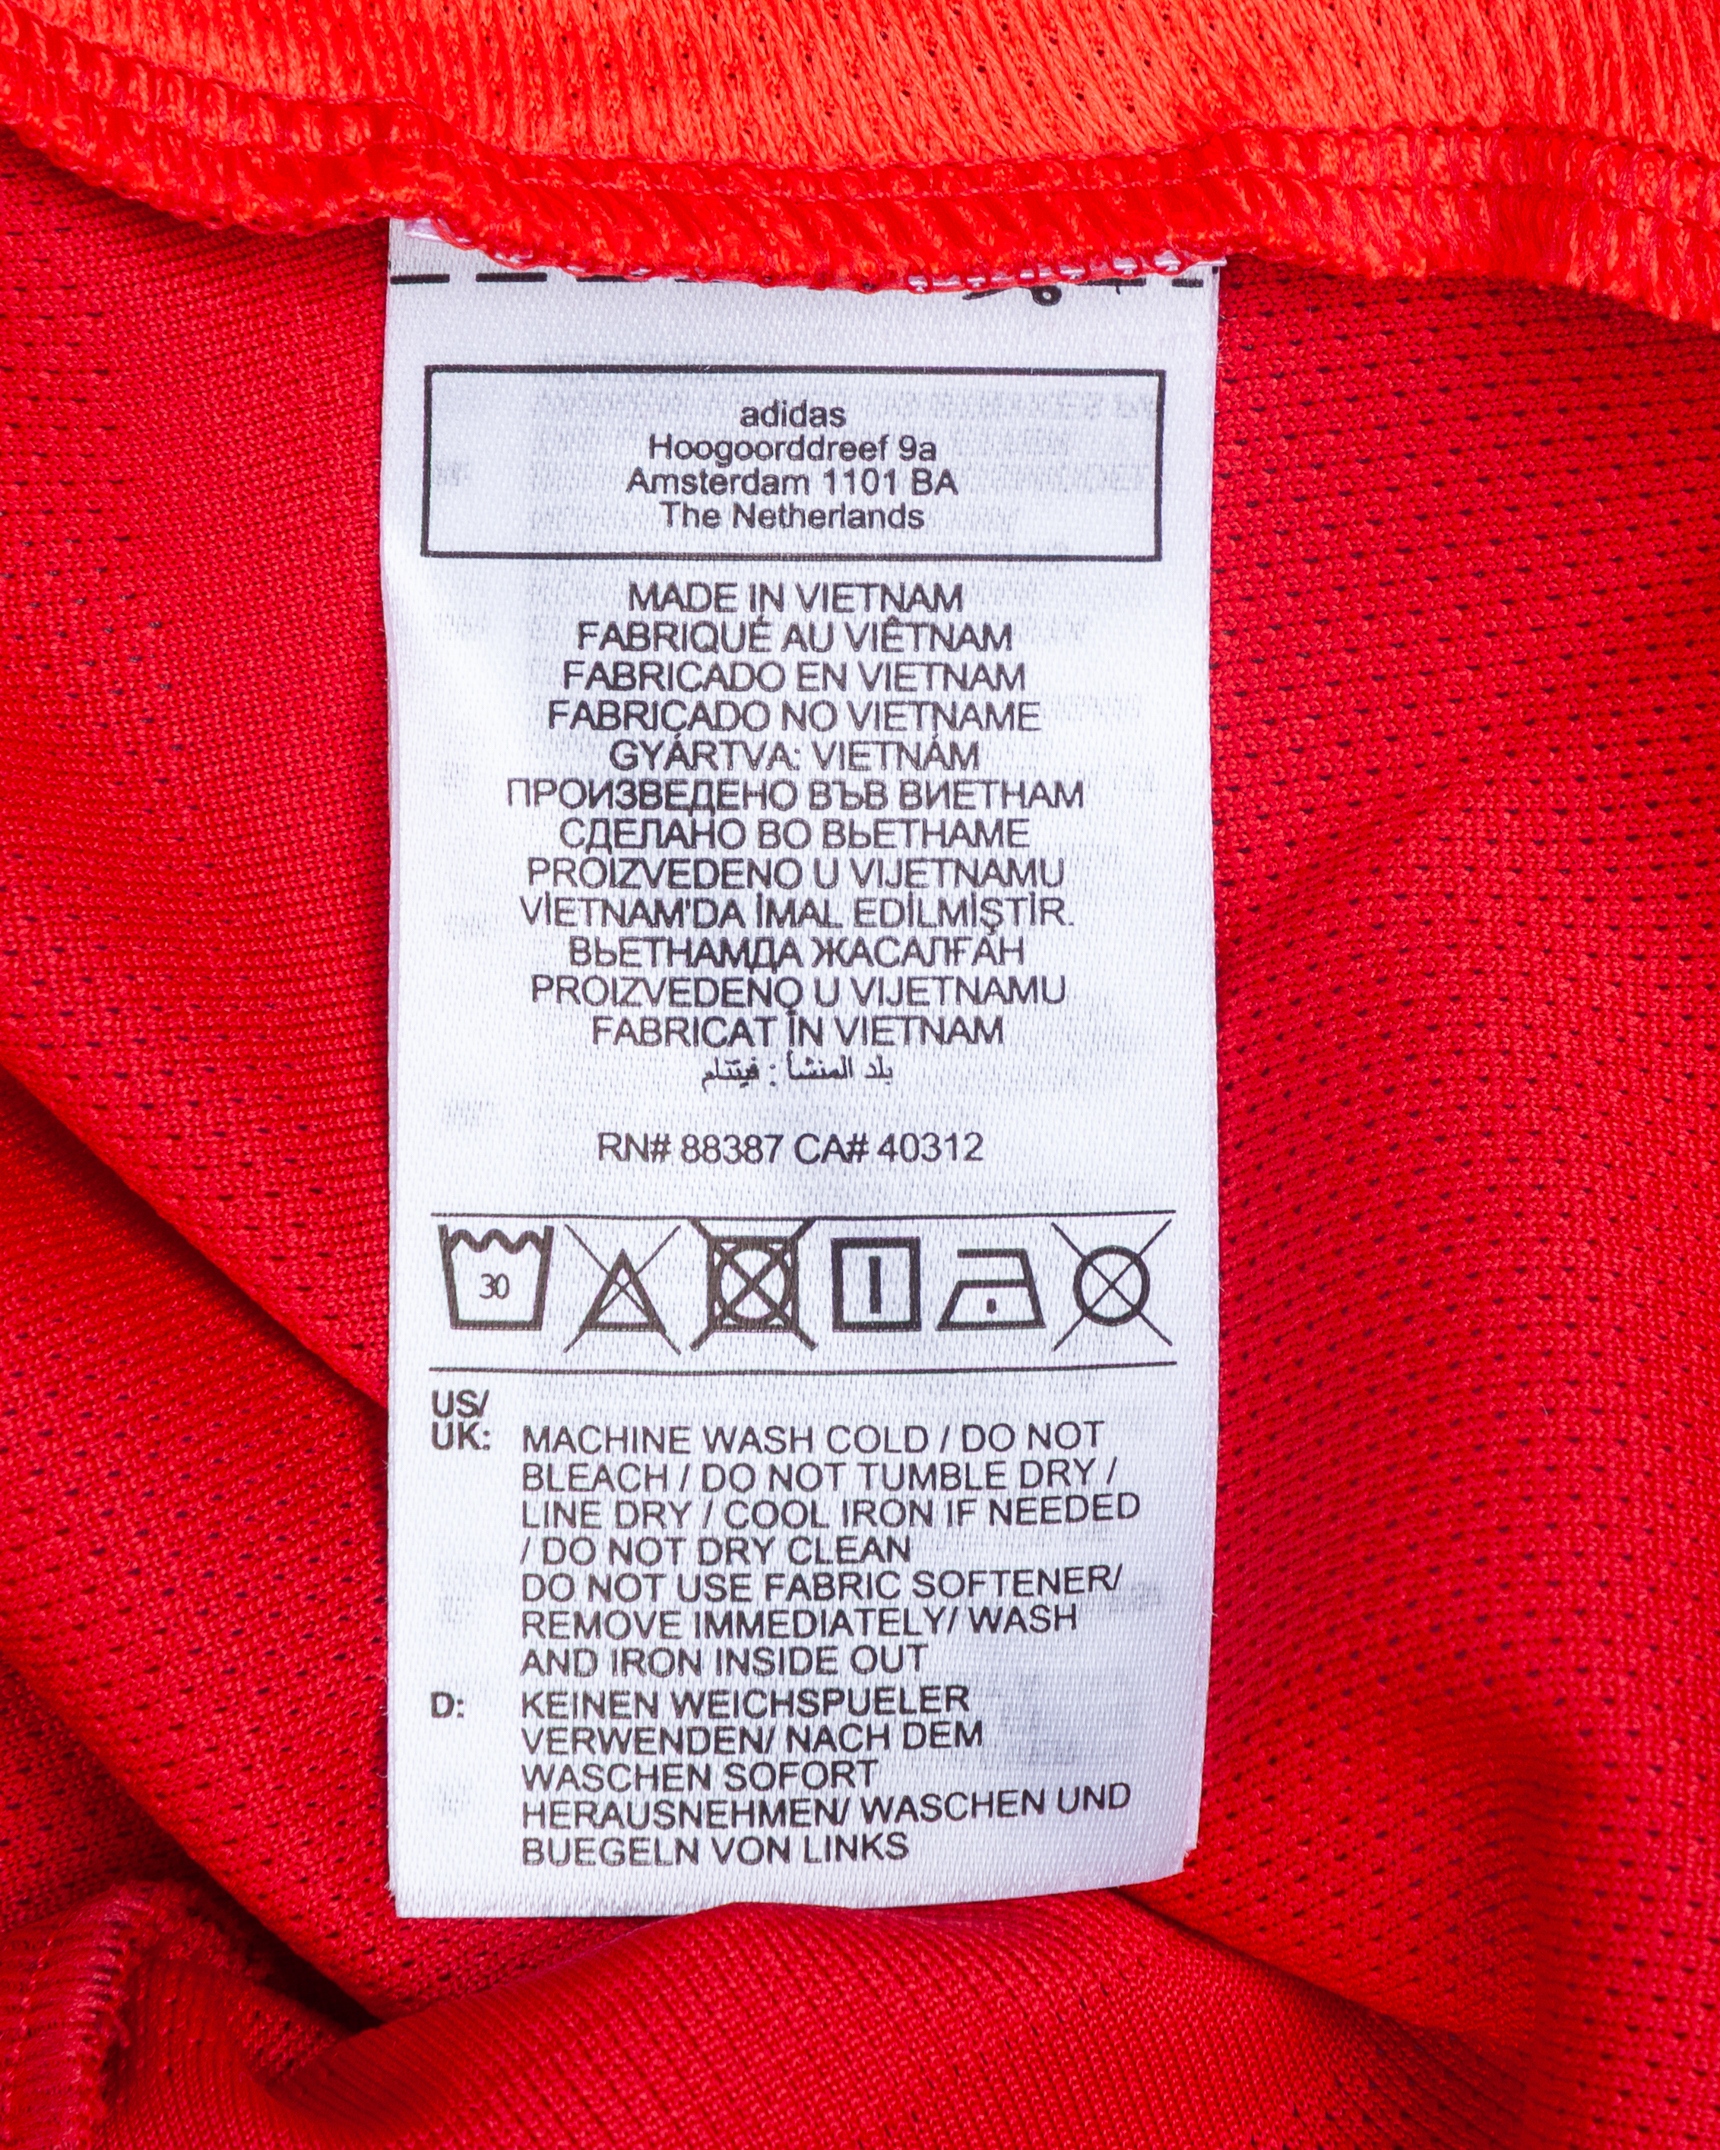 adidas
Hoogoorddreef 9a
Amsterdam 1101 BA
The Netherlands
MADE IN VIETNAM
FABRIQUÉ AU VIÊTNAM
FABRICADO EN VIETNAM
FABRICADO NO VIETNAME
GYÁRTVA: VIETNÁM
ПРОИЗВЕДЕНО ВЪВ ВИЕТНАМ
СДЕЛАНО ВО ВЬЕТНАМЕ
PROIZVEDENO U VIJETNAMU
VİETNAM'DA İMAL EDİLMİŞTİR.
ВЬЕТНАМДА ЖАСАЛҒАН
PROIZVEDENO U VIJETNAMU
FABRICAT ÎN VIETNAM
بلد المنشأ : فيتنام
RN# 88387 CA# 40312
30
US/
UK: MACHINE WASH COLD / DO NOT
BLEACH / DO NOT TUMBLE DRY /
LINE DRY / COOL IRON IF NEEDED
/ DO NOT DRY CLEAN
DO NOT USE FABRIC SOFTENER/
REMOVE IMMEDIATELY/ WASH
AND IRON INSIDE OUT
D: KEINEN WEICHSPUELER
VERWENDEN/ NACH DEM
WASCHEN SOFORT
HERAUSNEHMEN/ WASCHEN UND
BUEGELN VON LINKS